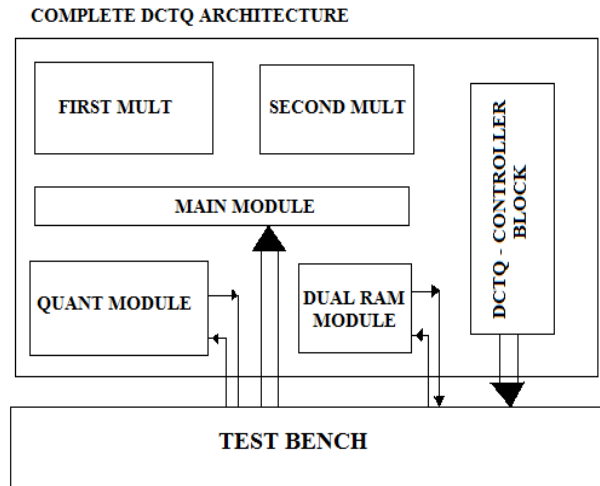 COMPLETE DCTQ ARCHITECTURE
FIRST MULT
SECOND MULT
MAIN MODULE
QUANT MODULE
DUAL RAM
MODULE
DCTQ - CONTROLLER
BLOCK
TEST BENCH